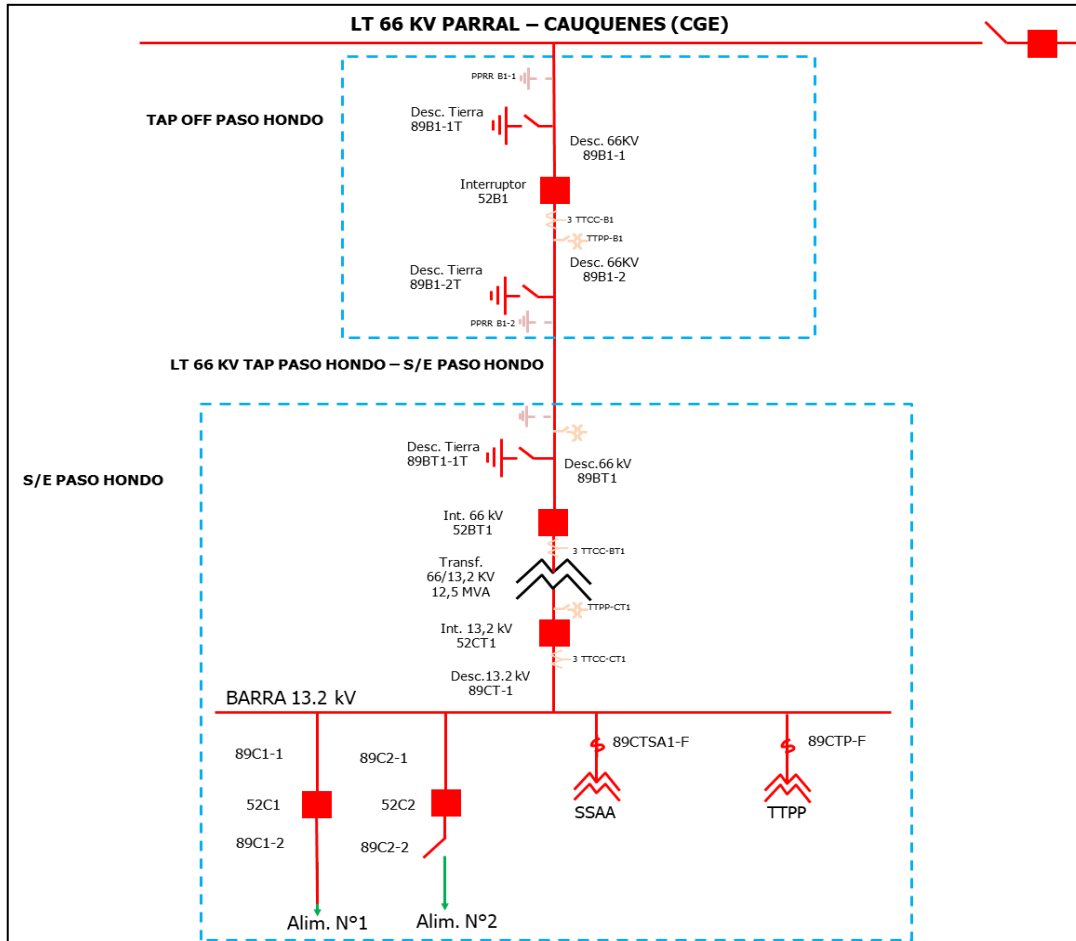 LT 66 KV PARRAL – CAUQUENES (CGE)
PPRR B1-1
TAP OFF PASO HONDO
Desc. Tierra
89B1-1T
Desc. 66KV
89B1-1
Interruptor
52B1
3 TTCC-B1
TTPP-B1
Desc. 66KV
89B1-2
Desc. Tierra
89B1-2T
PPRR B1-2
LT 66 KV TAP PASO HONDO – S/E PASO HONDO
S/E PASO HONDO
Desc. Tierra
89BT1-1T
Desc.66 kV
89BT1
Int. 66 kV
52BT1
3 TTCC-BT1
Transf.
66/13,2 KV
12,5 MVA
TTPP-CT1
Int. 13,2 kV
52CT1
3 TTCC-CT1
Desc.13.2 kV
89CT-1
BARRA 13.2 kV
89C1-1
89C2-1
89CTSA1-F
89CTP-F
52C1
52C2
SSAA
TTPP
89C1-2
89C2-2
Alim. N°1
Alim. N°2